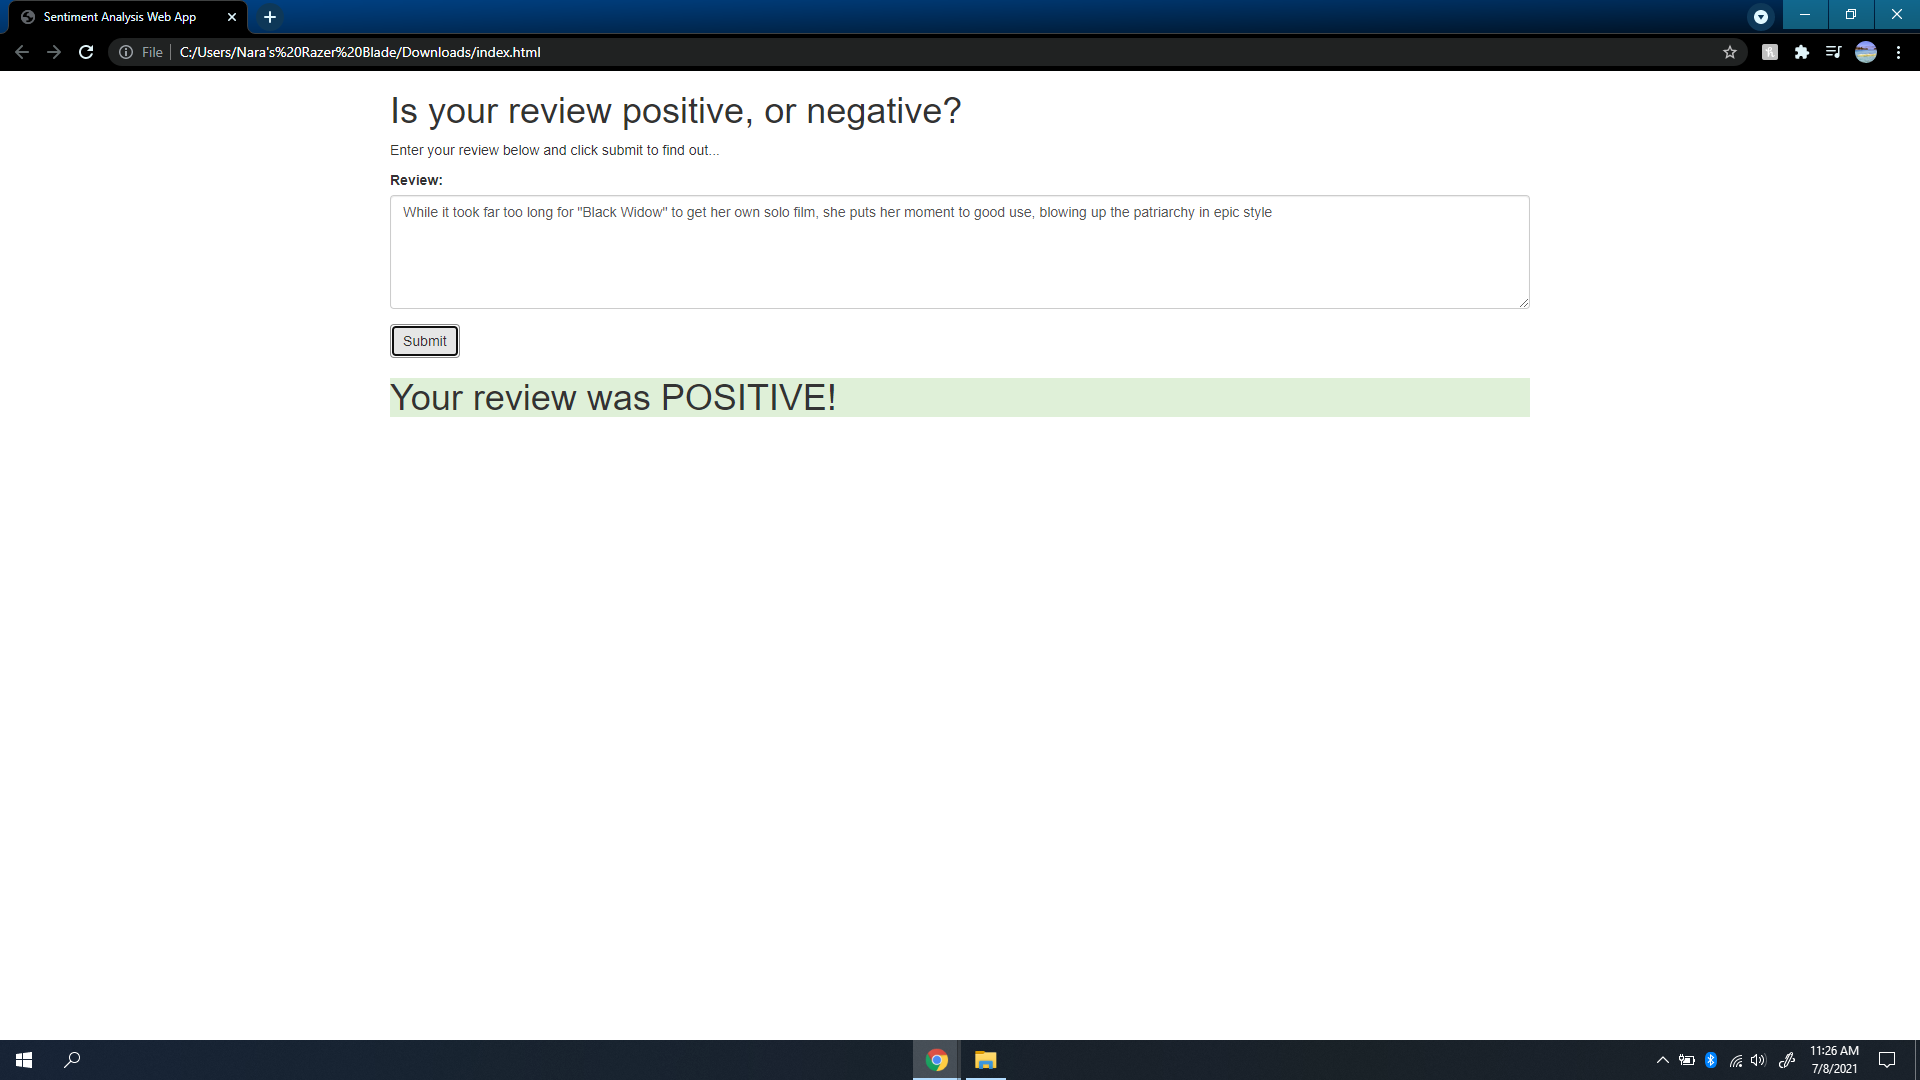 Sentiment Analysis Web App
File
C:/Users/Nara's%20Razer%20Blade/Downloads/index.html
Is your review positive, or negative?
Enter your review below and click submit to find out...
Review:
While it took far too long for "Black Widow" to get her own solo film, she puts her moment to good use, blowing up the patriarchy in epic style
Submit
Your review was POSITIVE!
11:26 AM
7/8/2021